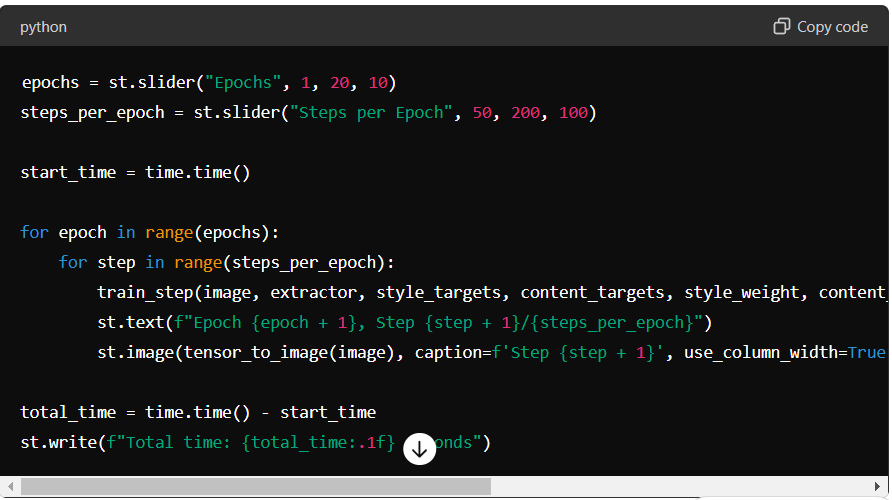 python
Copy code
epochs = st.slider("Epochs", 1, 20, 10)
steps_per_epoch = st.slider("Steps per Epoch", 50, 200, 100)
start_time = time.time()
for epoch in range(epochs):
for step in range(steps_per_epoch):
train_step(image, extractor, style_targets, content_targets, style_weight, content_
st.text(f"Epoch {epoch + 1}, Step {step + 1}/{steps_per_epoch}")
st.image(tensor_to_image(image), caption=f'Step {step + 1}', use_column_width=True
total_time = time.time() - start_time
st.write(f"Total time: {total_time:.1f} onds")